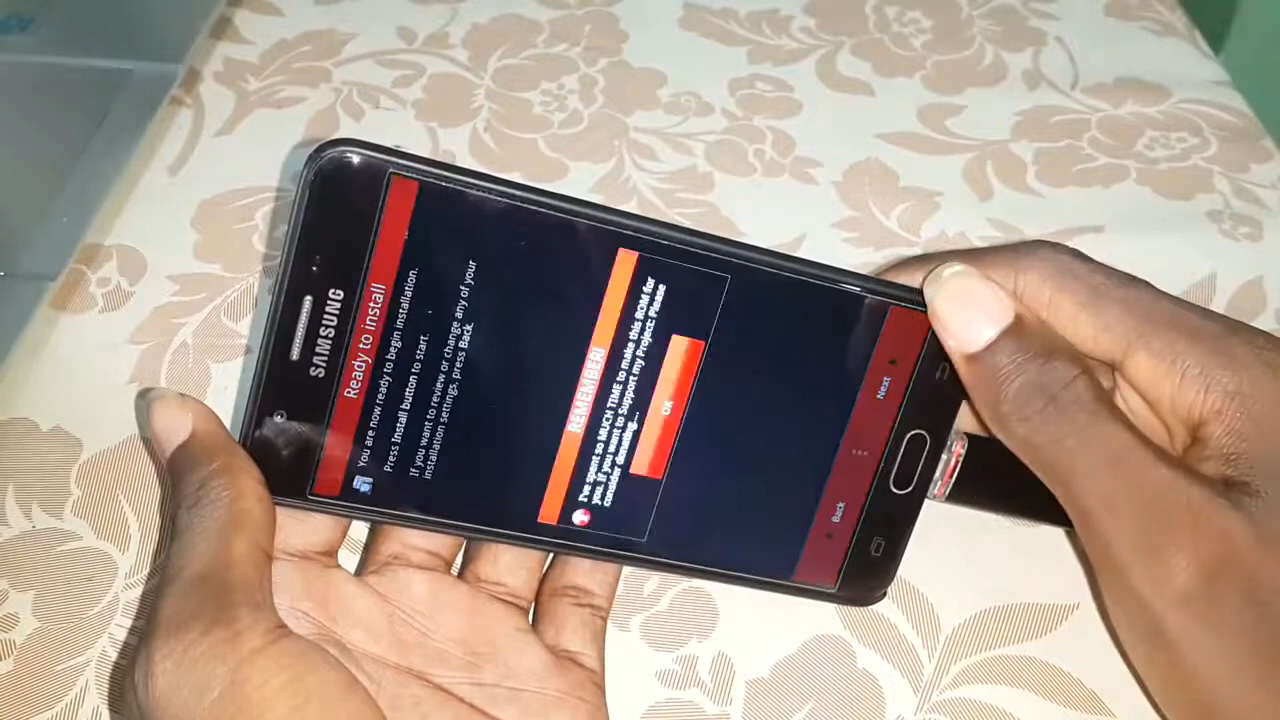 SAMSUNG
Ready to install
You are now ready to begin installation.
Press Install button to start.
If you want to review or change any of your
installation settings, press Back.
REMEMBER!
I've spent so MUCH TIME to make this ROM for
you. If you want to Support my Project: Please
consider donating....
OK
Back
Next